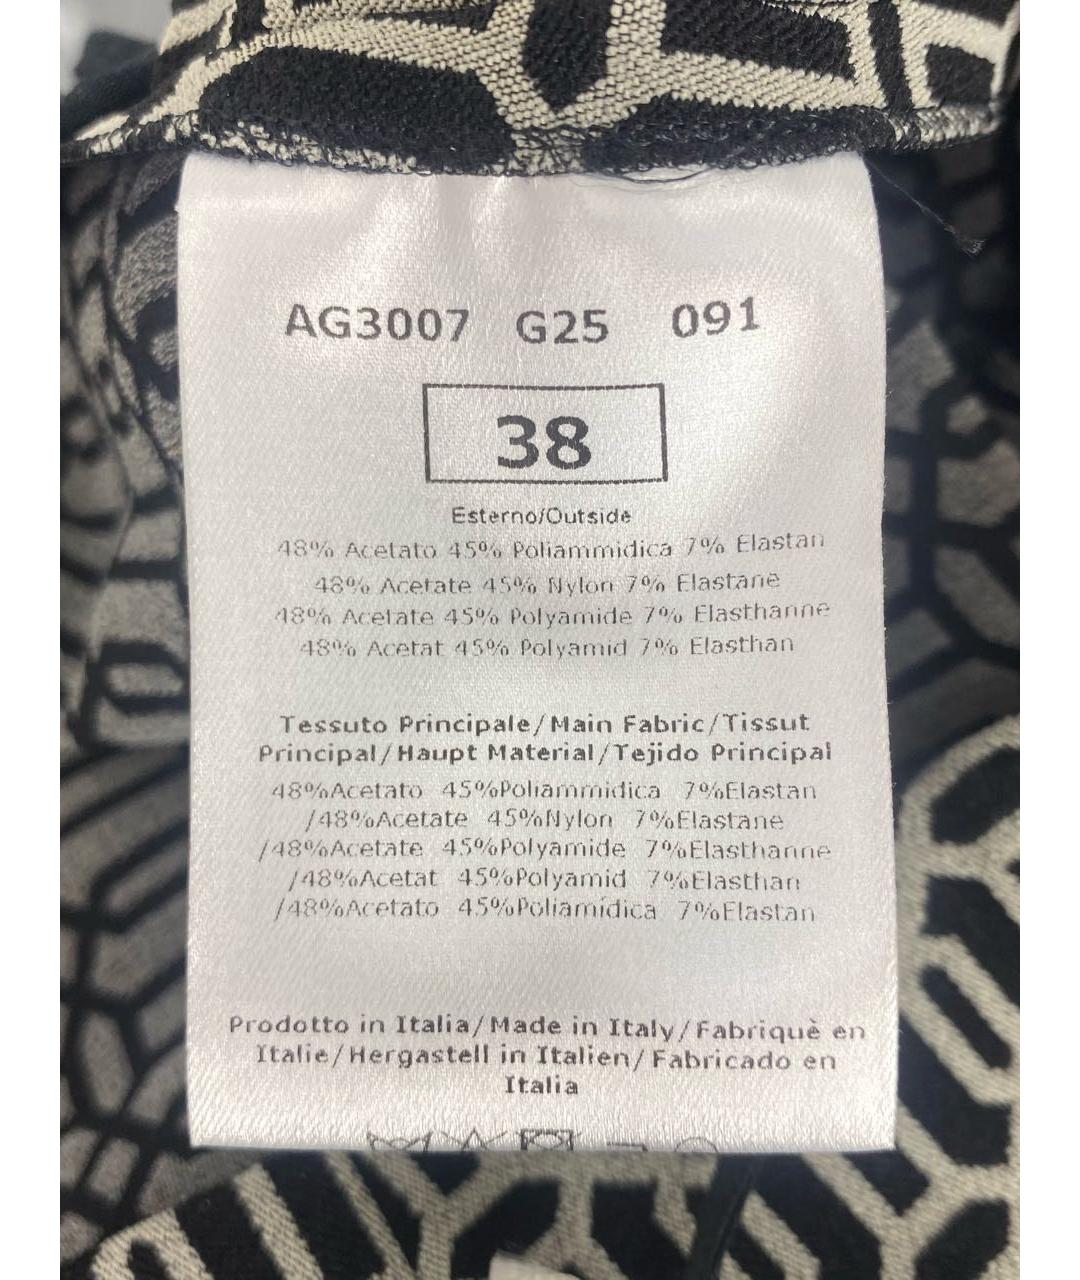 AG3007 G25 091
38
Esterno/Outside
48% Acetato 45% Poliammidica 7% Elastan
48% Acetate 45% Nylon 7% Elastane
48% Acetate 45% Polyamide 7% Elasthanne
48% Acetat 45% Polyamid 7% Elasthan
Tessuto Principale/Main Fabric/Tissut
Principal/Haupt Material/Tejido Principal
48%Acetato 45%Poliammidica 7%Elastan
/48%Acetate 45%Nylon 7%Elastane
/48%Acetate 45%Polyamide 7%Elasthanne
/48%Acetat 45%Polyamid 7%Elasthan
/48%Acetato 45%Poliamídica 7%Elastan
Prodotto in Italia/Made in Italy/Fabriquè en
Italie/Hergastell in Italien/Fabricado en
Italia